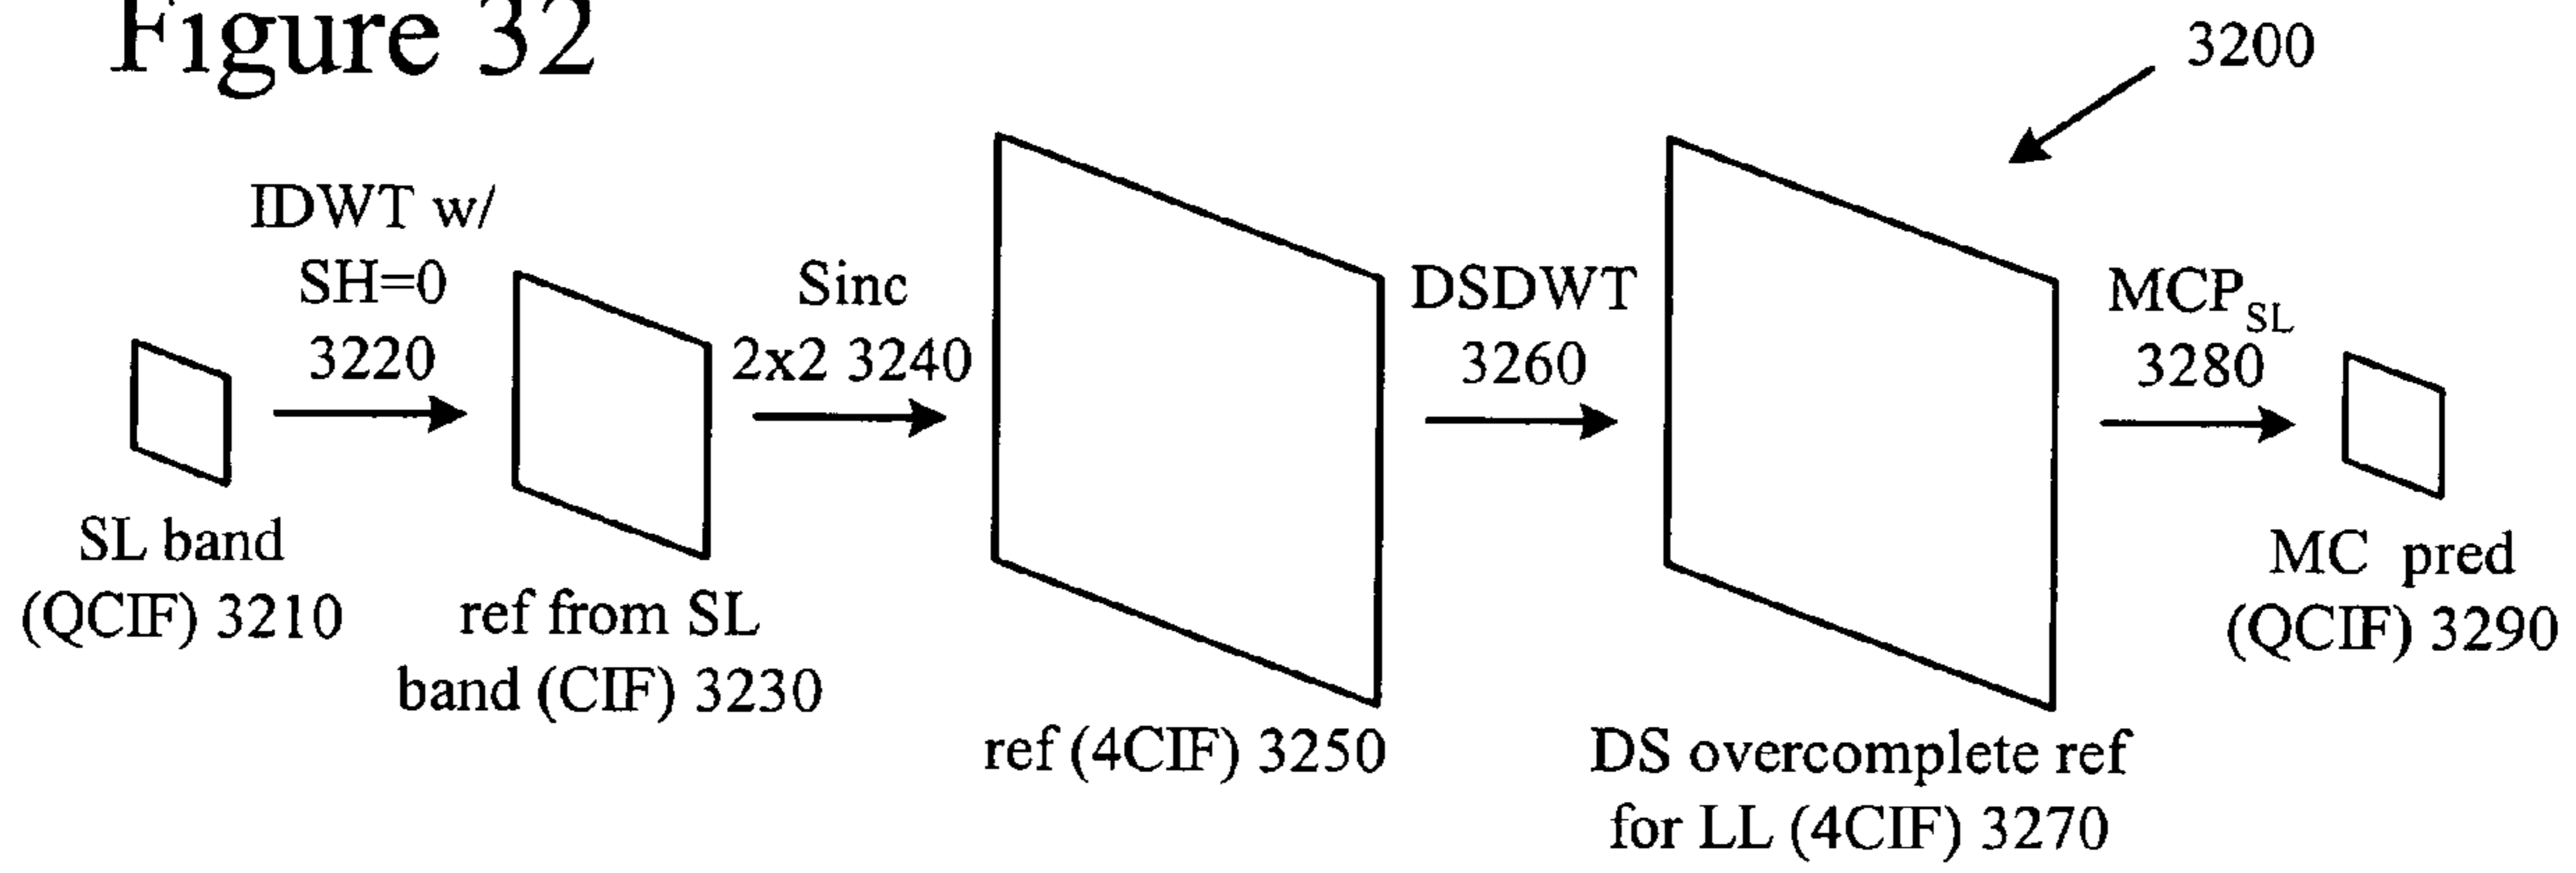 Figure 32
3200
IDWT w/
SH=0
3220
Sinc
2x2 3240
DSDWT
3260
MCP_SL
3280
SL band
(QCIF) 3210
ref from SL
band (CIF) 3230
ref (4CIF) 3250
DS overcomplete ref
for LL (4CIF) 3270
MC pred
(QCIF) 3290